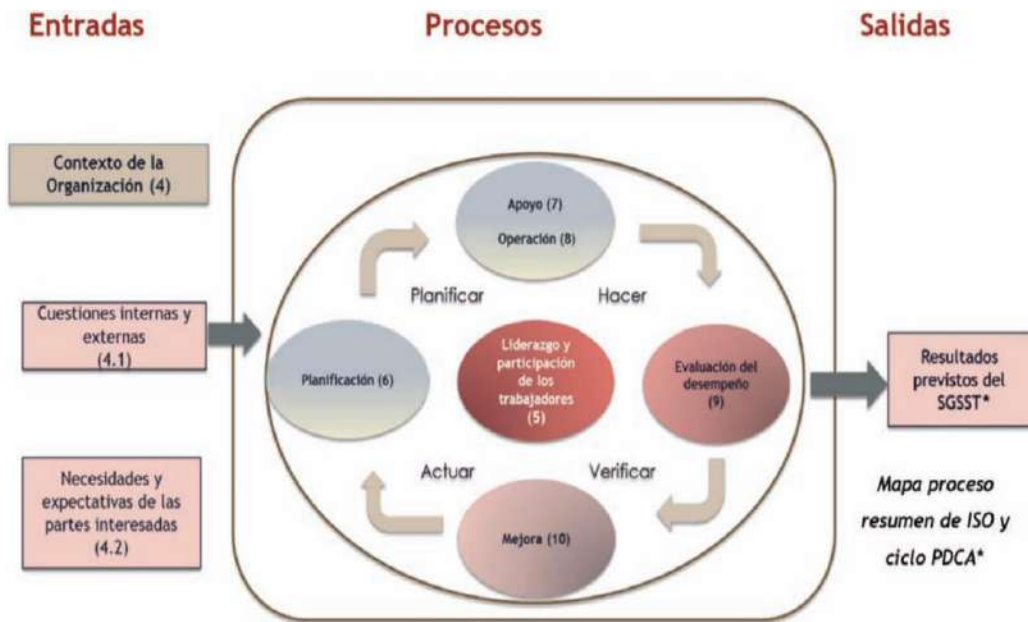 Entradas
Procesos
Salidas
Contexto de la
Organización (4)
Cuestiones internas y
externas
(4.1)
Necesidades y
expectativas de las
partes interesadas
(4.2)
Apoyo (7)
Operación (8)
Planificar
Hacer
Planificación (6)
Liderazgo y
participación
de los
trabajadores
(5)
Evaluación del
desempeño
(9)
Actuar
Verificar
Mejora (10)
Resultados
previstos del
SGSST*
Mapa proceso
resumen de ISO y
ciclo PDCA*